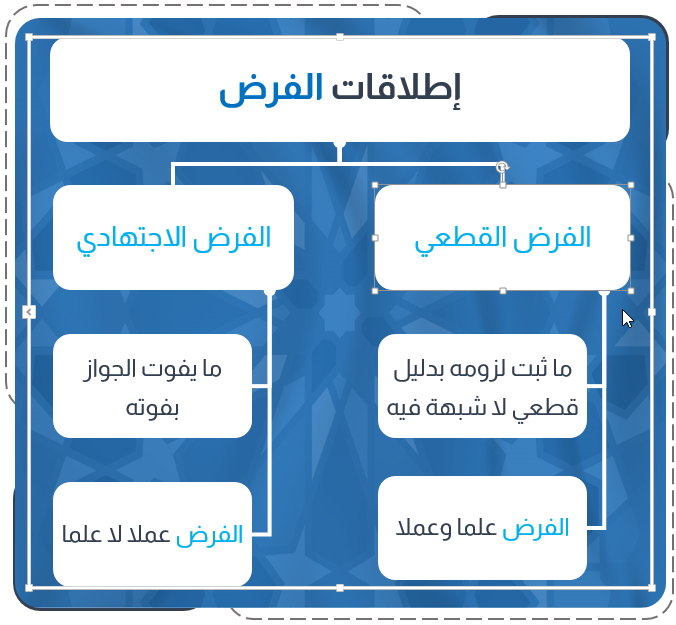 إطلاقات الفرض
الفرض القطعي
الفرض الاجتهادي
ما ثبت لزومه بدليل
قطعي لا شبهة فيه
ما يفوت الجواز
بفوته
الفرض علما وعملا
الفرض عملا لا علما